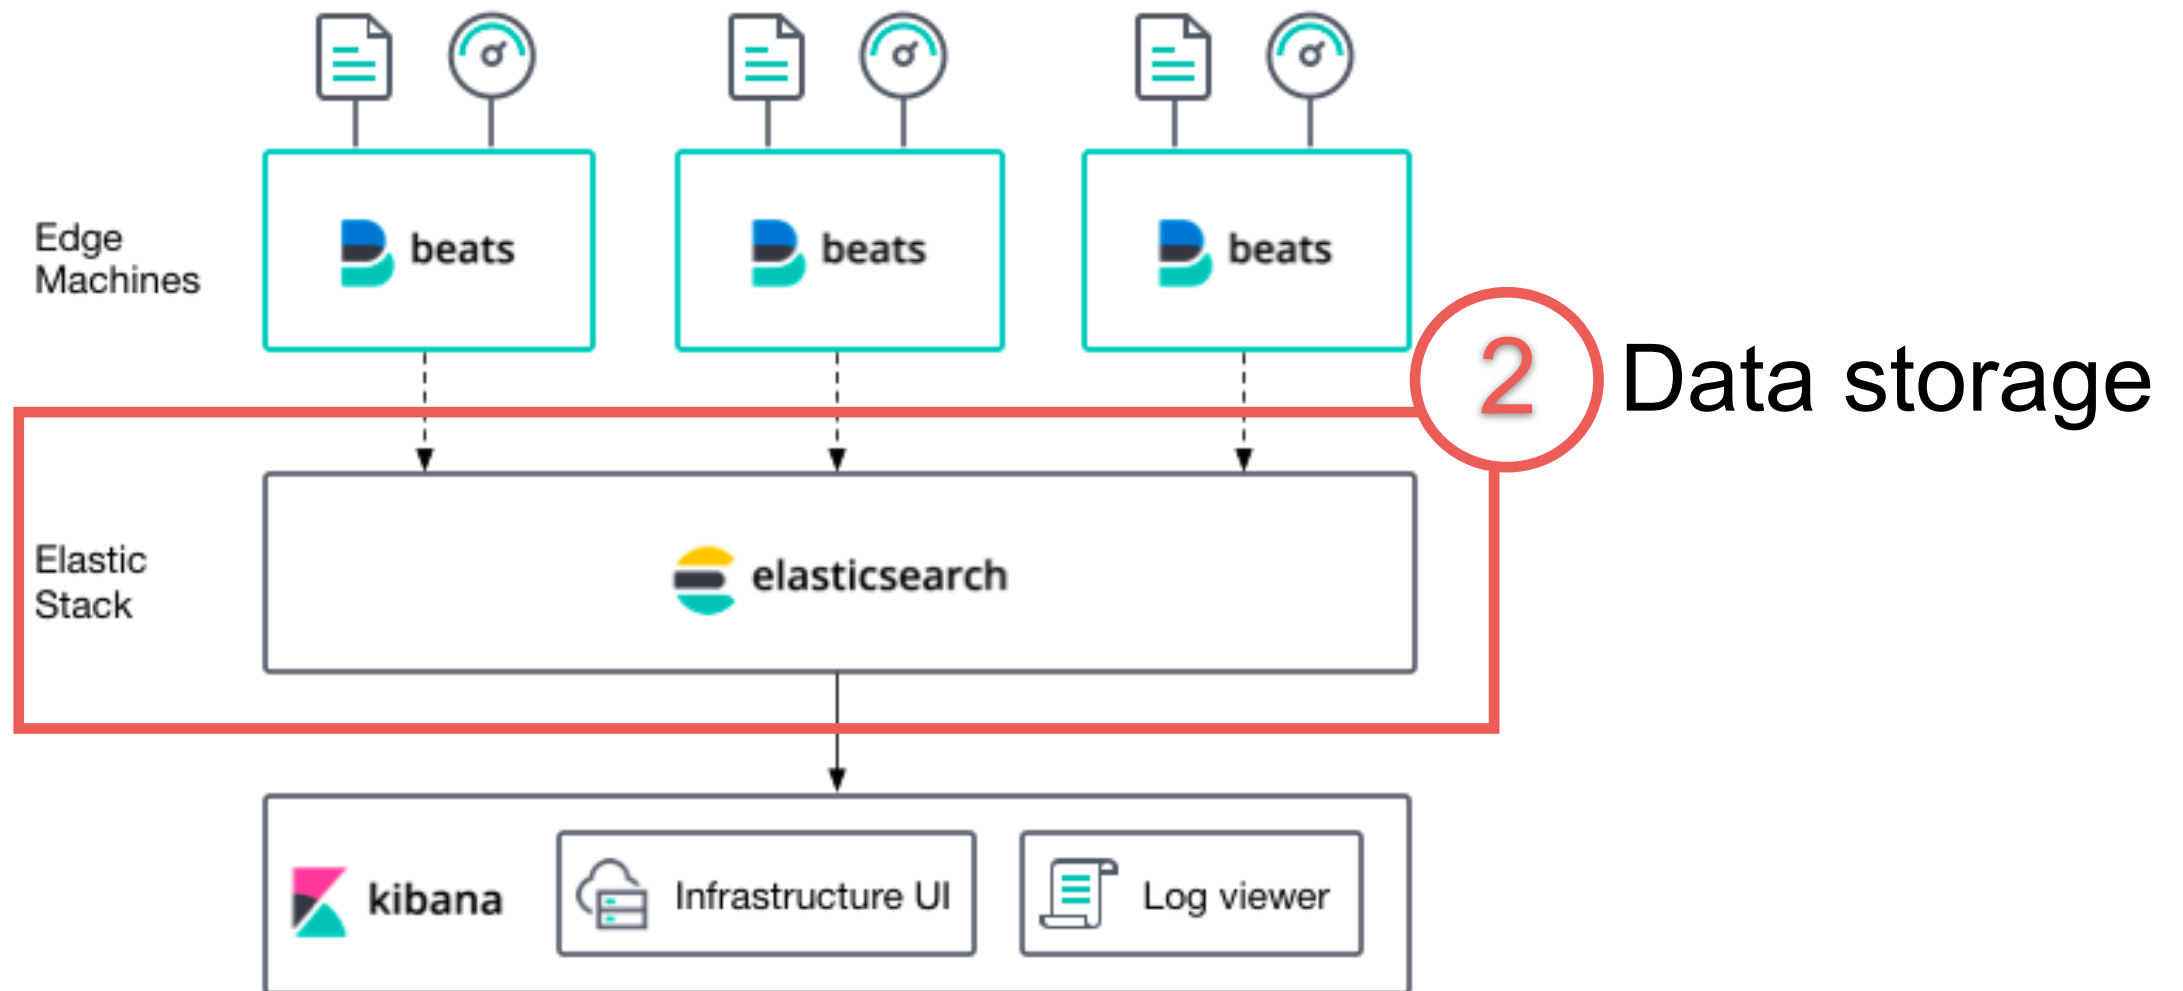 Edge
Machines
beats
beats
beats
2
Data storage
Elastic
Stack
elasticsearch
kibana
Infrastructure UI
Log viewer